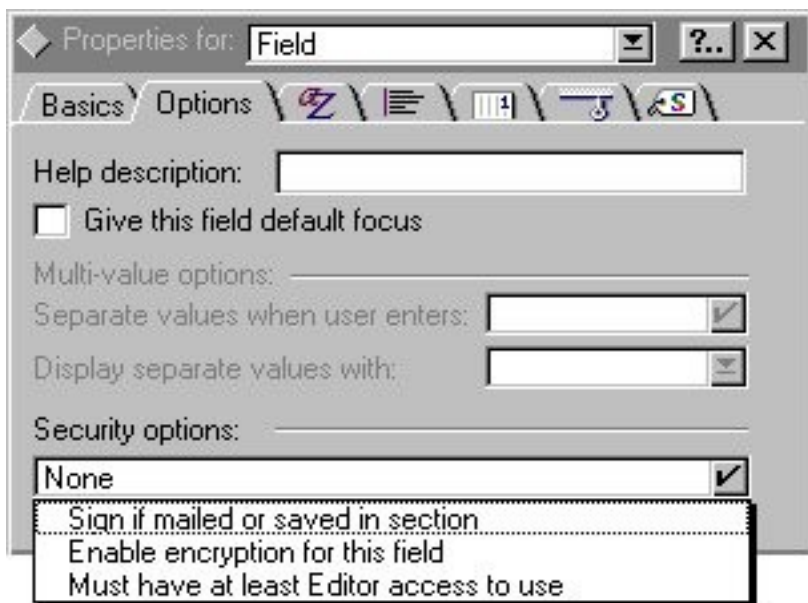 Properties for: Field ?..
Basics Options aZ 1 S
Help description:
Give this field default focus
Multi-value options:
Separate values when user enters:
Display separate values with:
Security options:
None
Sign if mailed or saved in section
Enable encryption for this field
Must have at least Editor access to use